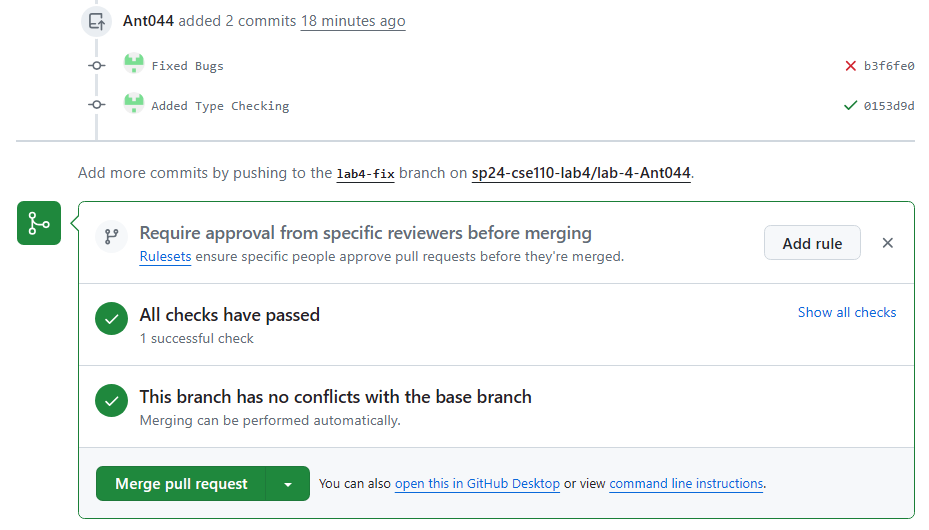 Ant044 added 2 commits 18 minutes ago
Fixed Bugs b3f6fe0
Added Type Checking 0153d9d
Add more commits by pushing to the lab4-fix branch on sp24-cse110-lab4/lab-4-Ant044.
Require approval from specific reviewers before merging
Rulesets ensure specific people approve pull requests before they're merged.
Add rule
All checks have passed
1 successful check
Show all checks
This branch has no conflicts with the base branch
Merging can be performed automatically.
Merge pull request
You can also open this in GitHub Desktop or view command line instructions.